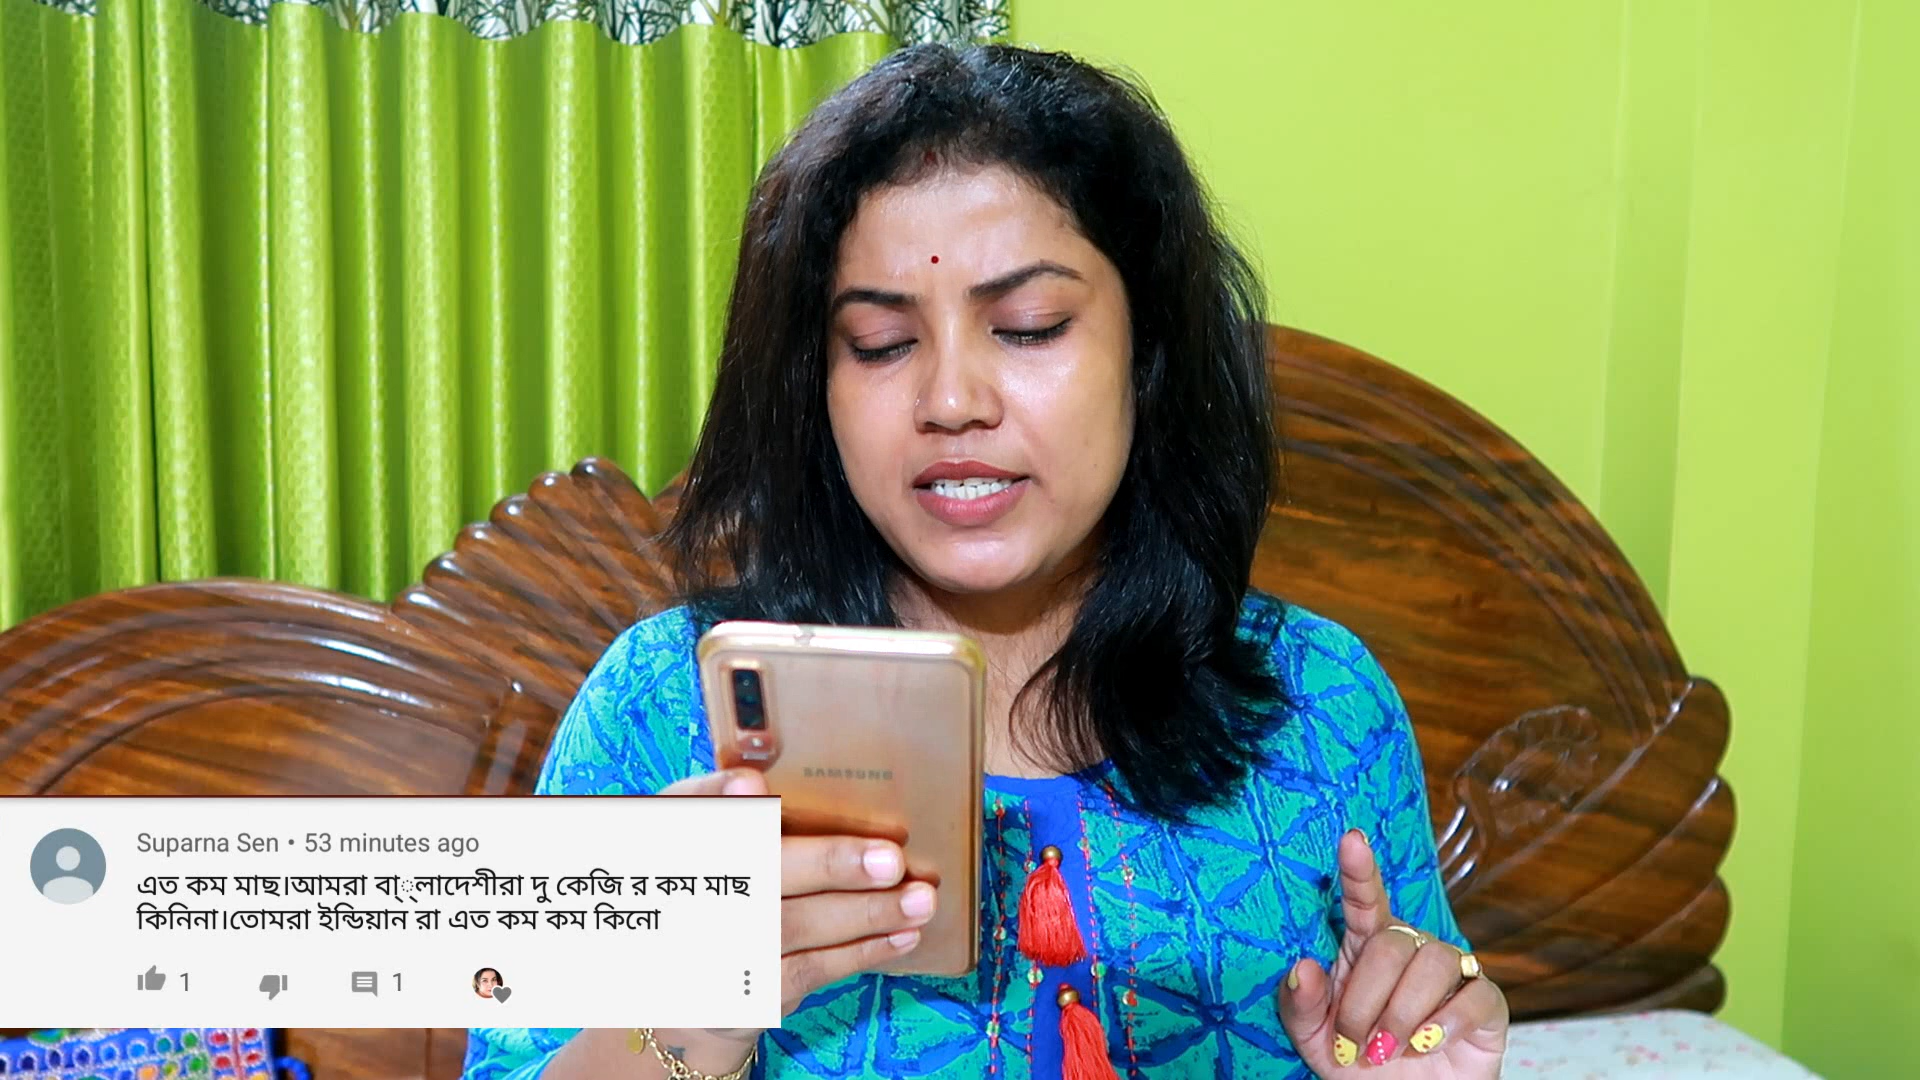 SAMSUNG
Suparna Sen • 53 minutes ago
এত কম মাছ।আমরা বা্ংলাদেশীরা দু কেজি র কম মাছ
কিনিনা।তোমরা ইন্ডিয়ান রা এত কম কম কিনো
1
1